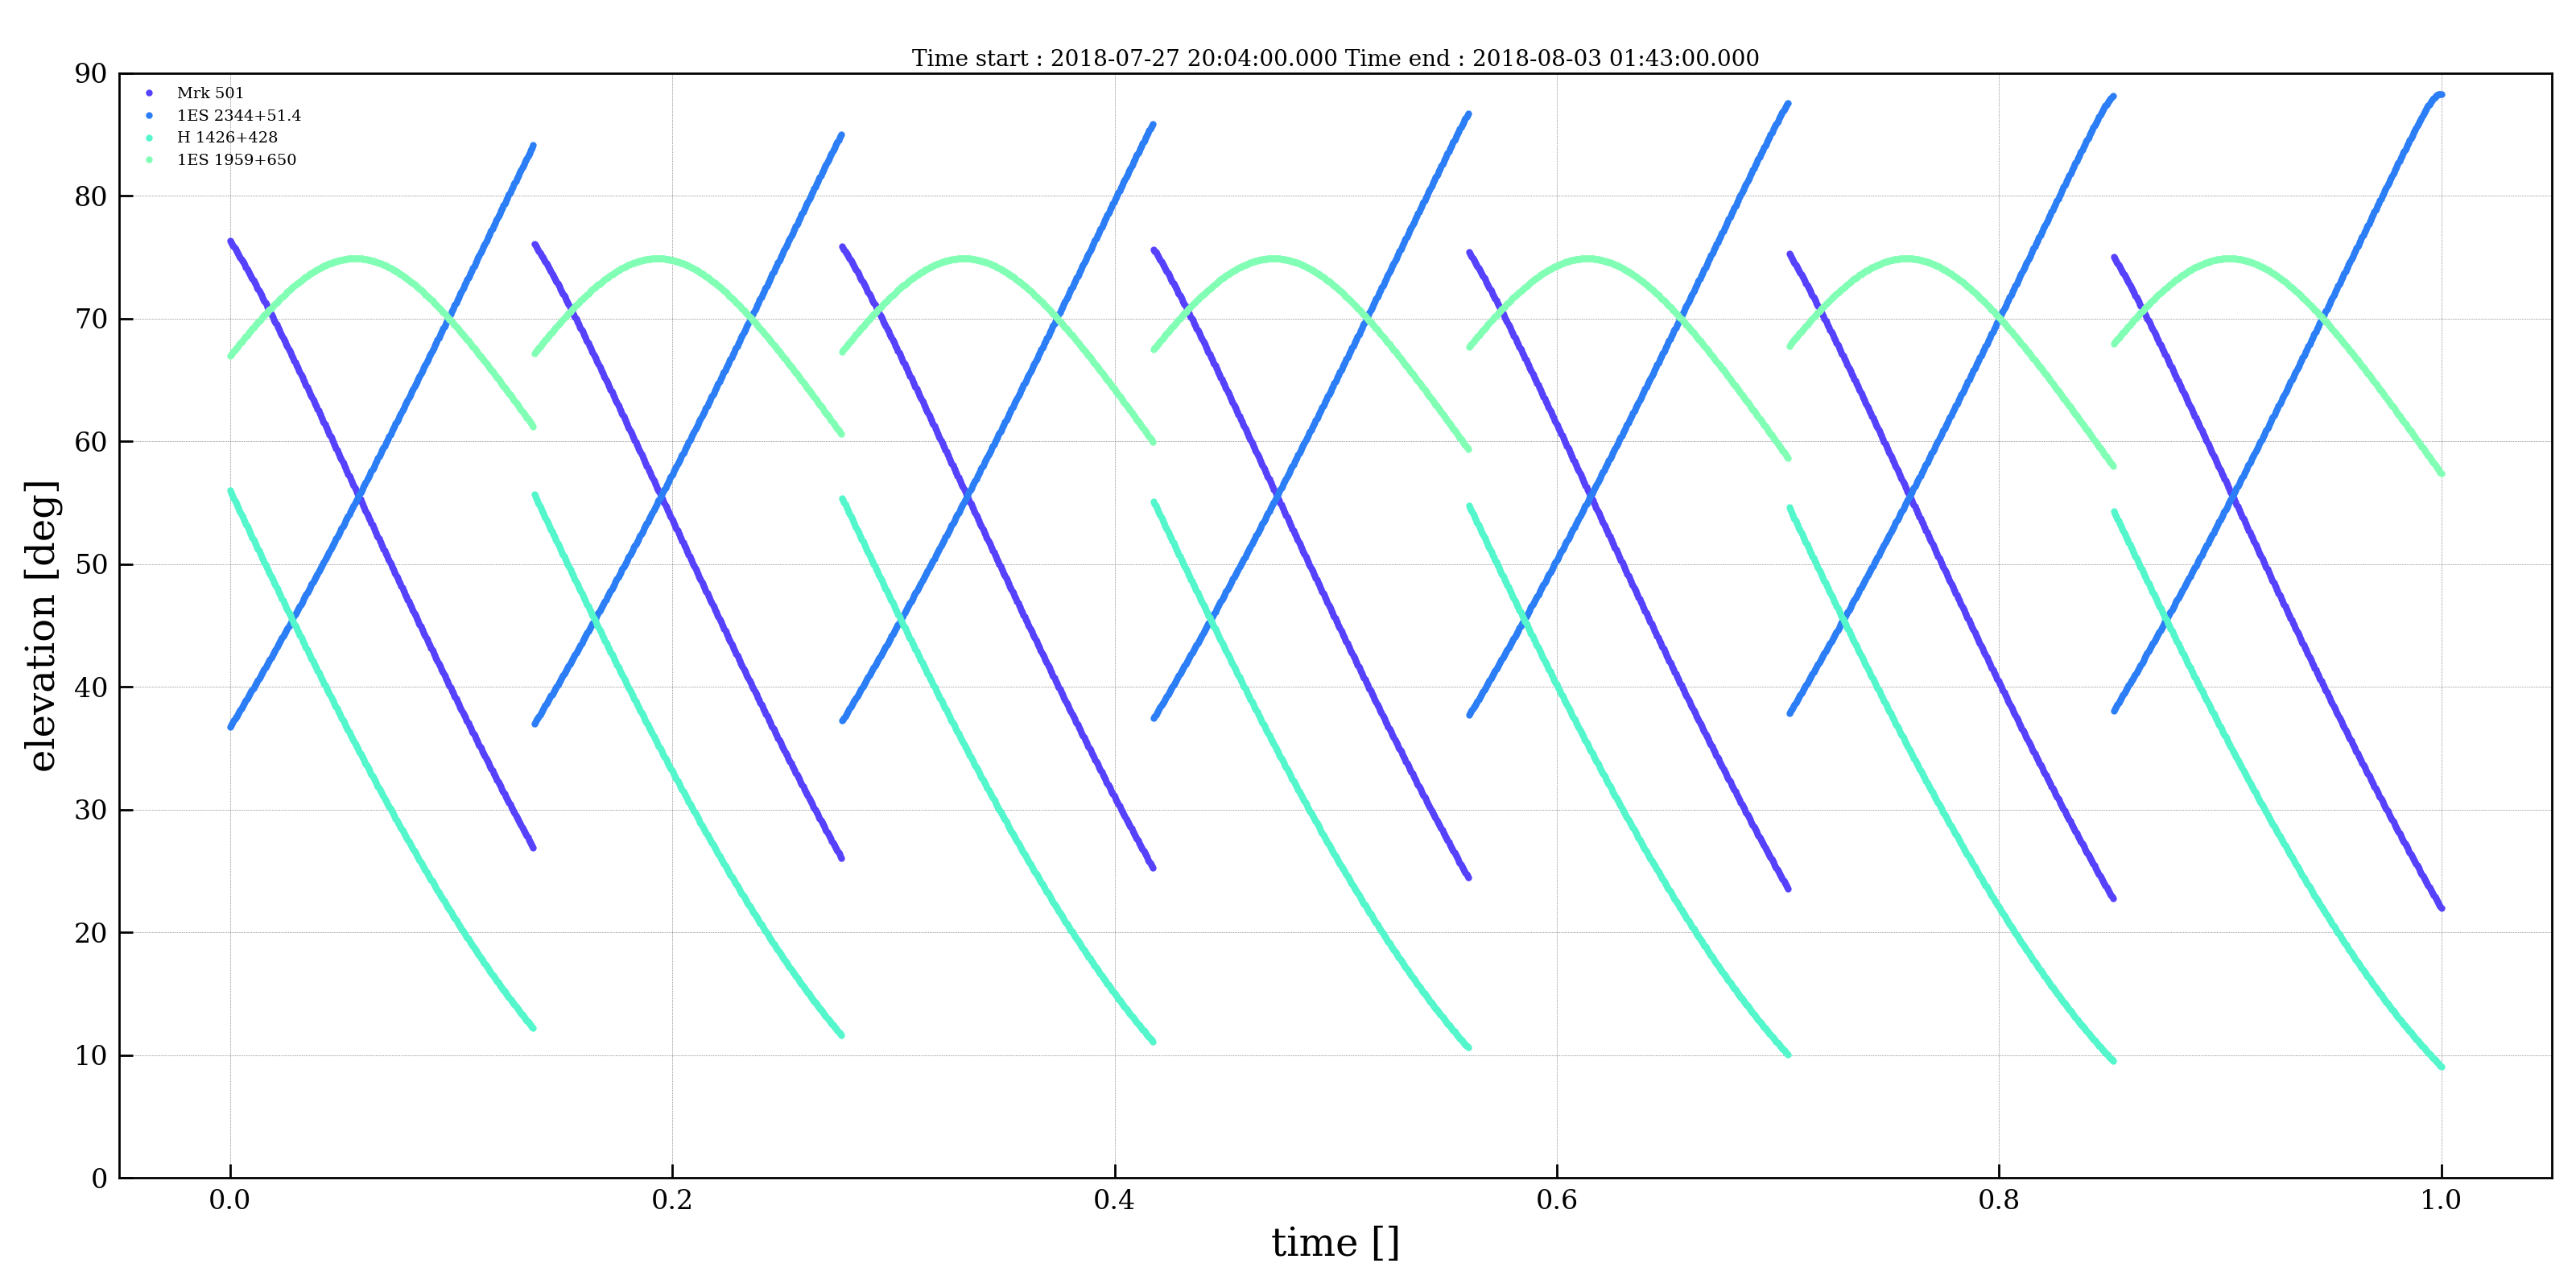 Time start : 2018-07-27 20:04:00.000 Time end : 2018-08-03 01:43:00.000
90
80
70
60
50
40
30
20
10
0
elevation [deg]
Mrk 501
1ES 2344+51.4
H 1426+428
1ES 1959+650
0.0 0.2 0.4 0.6 0.8 1.0
time []